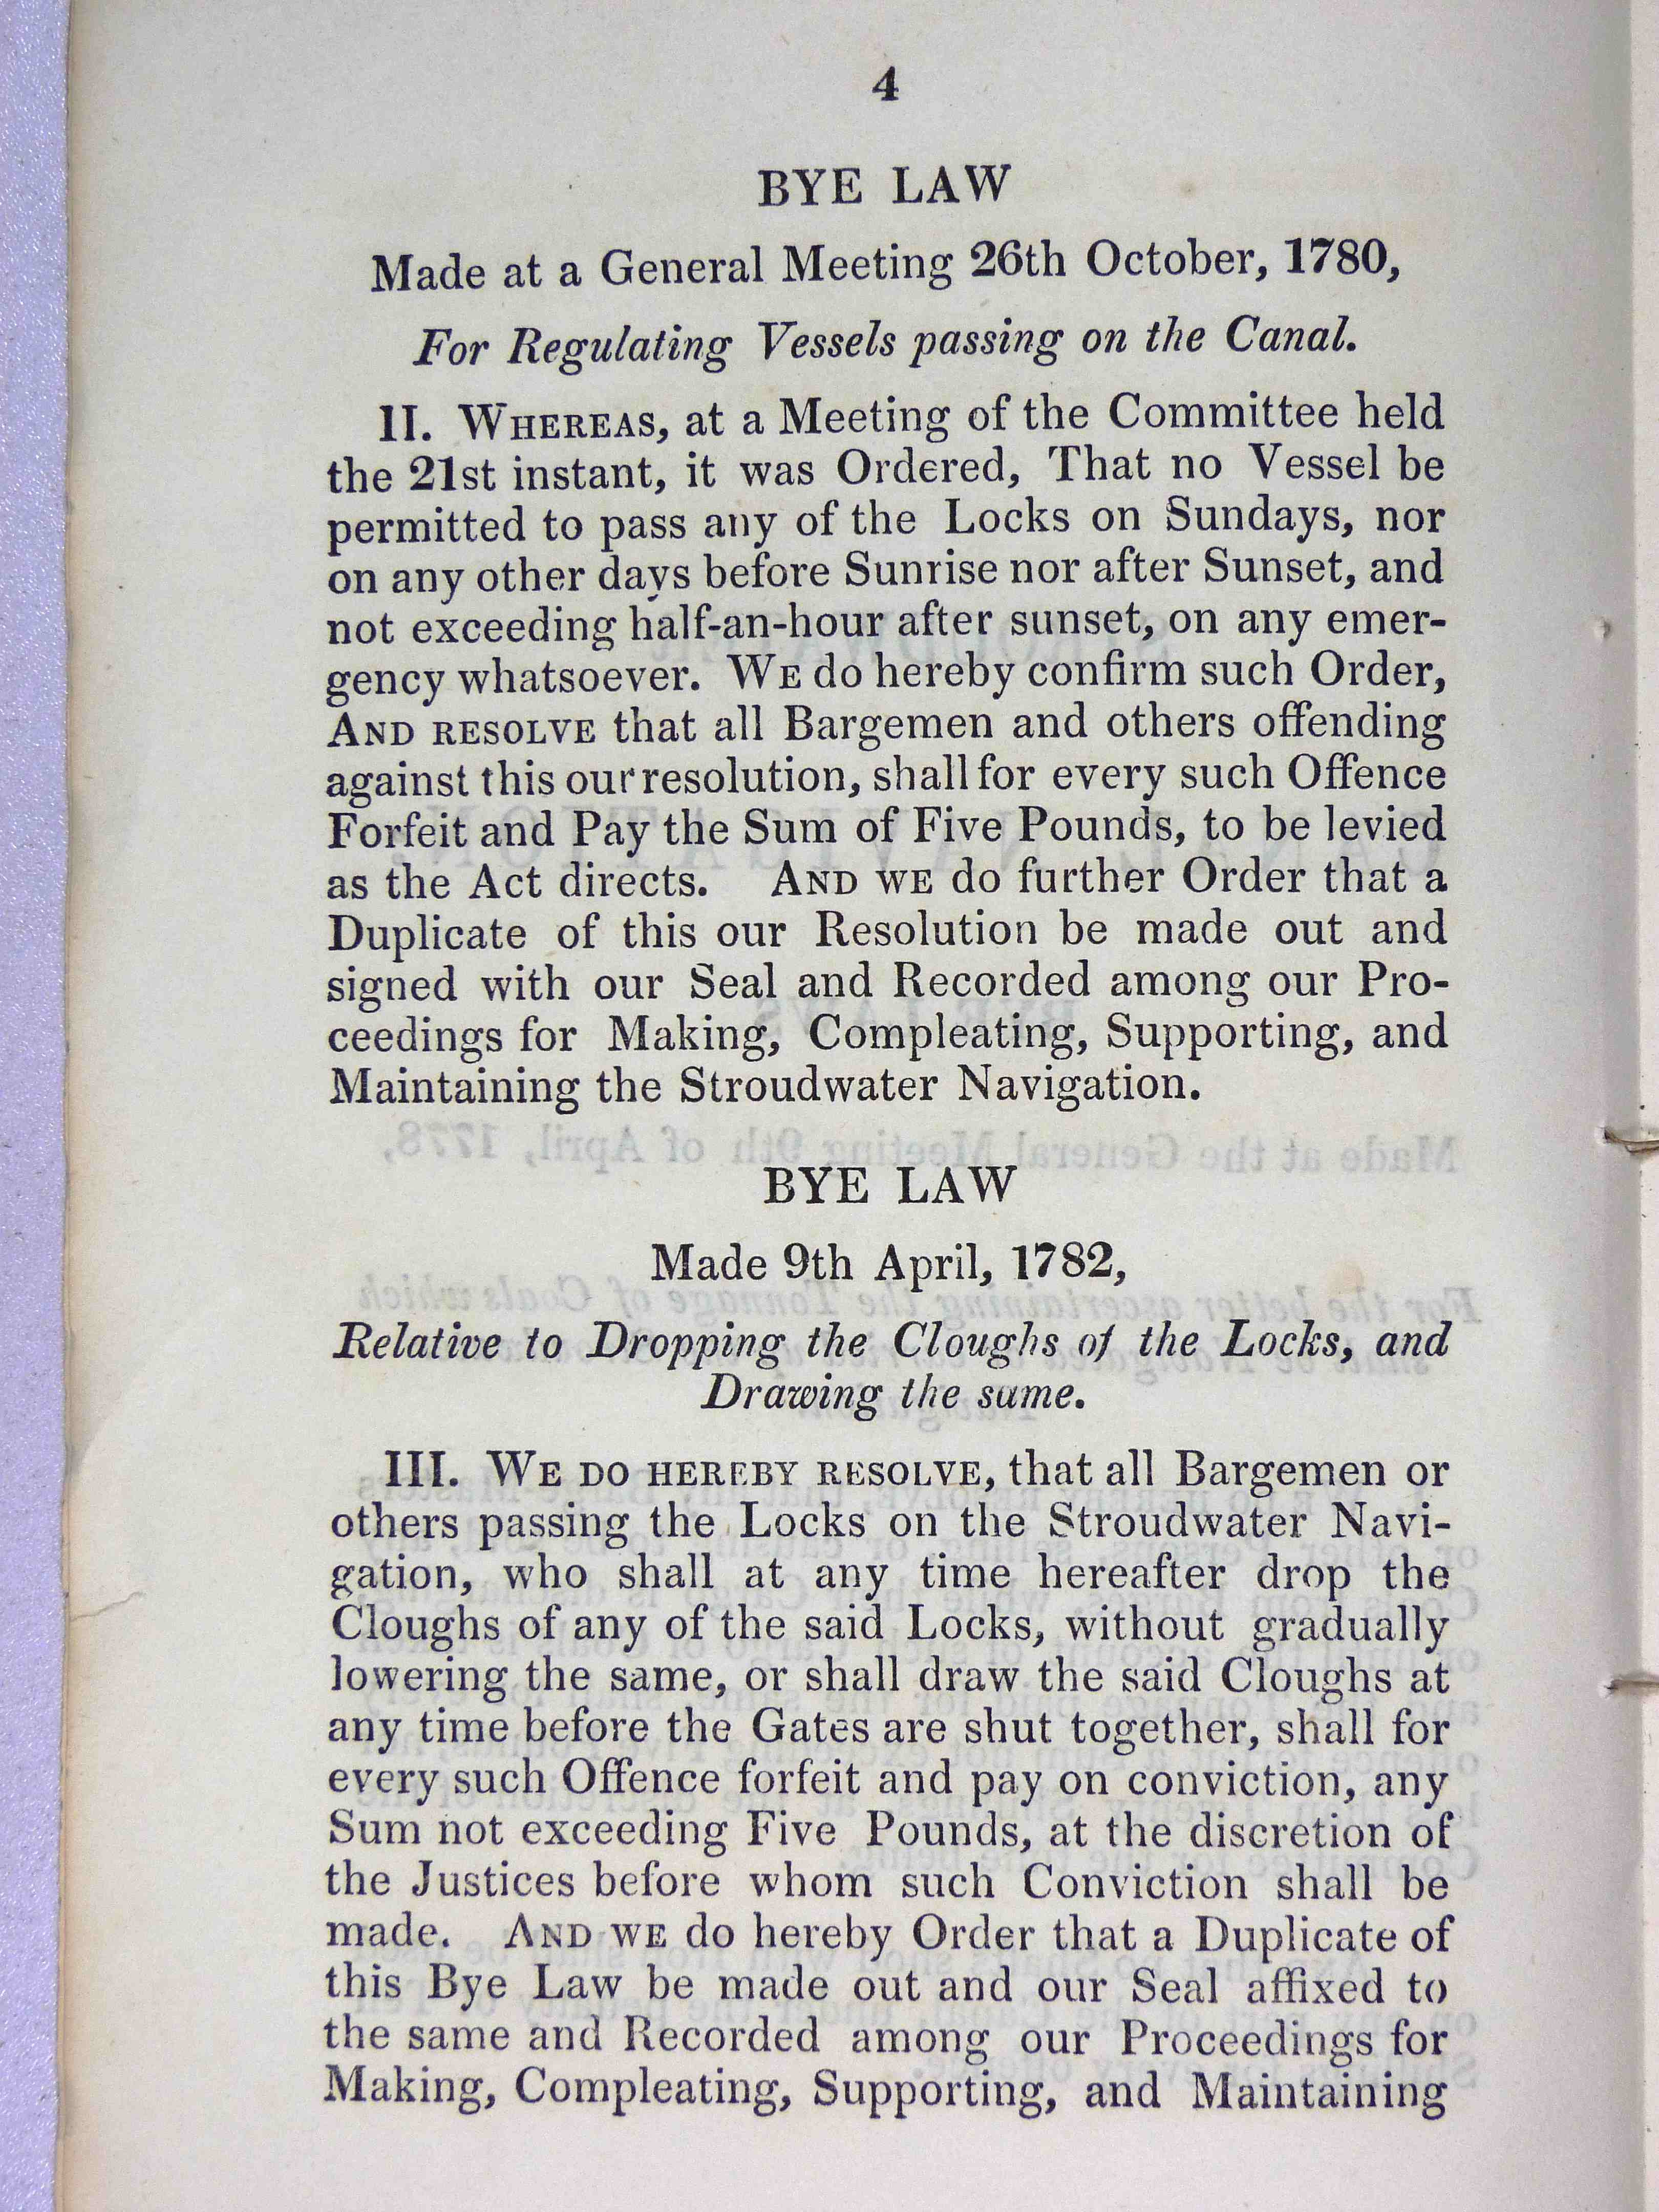 4
BYE LAW
Made at a General Meeting 26th October, 1780,
For Regulating Vessels passing on the Canal.
II. WHEREAS, at a Meeting of the Committee held
the 21st instant, it was Ordered, That no Vessel be
permitted to pass any of the Locks on Sundays, nor
on any other days before Sunrise nor after Sunset, and
not exceeding half-an-hour after sunset, on any emer-
gency whatsoever. WE do hereby confirm such Order,
AND RESOLVE that all Bargemen and others offending
against this our resolution, shall for every such Offence
Forfeit and Pay the Sum of Five Pounds, to be levied
as the Act directs. AND WE do further Order that a
Duplicate of this our Resolution be made out and
signed with our Seal and Recorded among our Pro-
ceedings for Making, Compleating, Supporting, and
Maintaining the Stroudwater Navigation.
BYE LAW
Made 9th April, 1782,
Relative to Dropping the Cloughs of the Locks, and
Drawing the same.
III. WE DO HEREBY RESOLVE, that all Bargemen or
others passing the Locks on the Stroudwater Navi-
gation, who shall at any time hereafter drop the
Cloughs of any of the said Locks, without gradually
lowering the same, or shall draw the said Cloughs at
any time before the Gates are shut together, shall for
every such Offence forfeit and pay on conviction, any
Sum not exceeding Five Pounds, at the discretion of
the Justices before whom such Conviction shall be
made. AND WE do hereby Order that a Duplicate of
this Bye Law be made out and our Seal affixed to
the same and Recorded among our Proceedings for
Making, Compleating, Supporting, and Maintaining